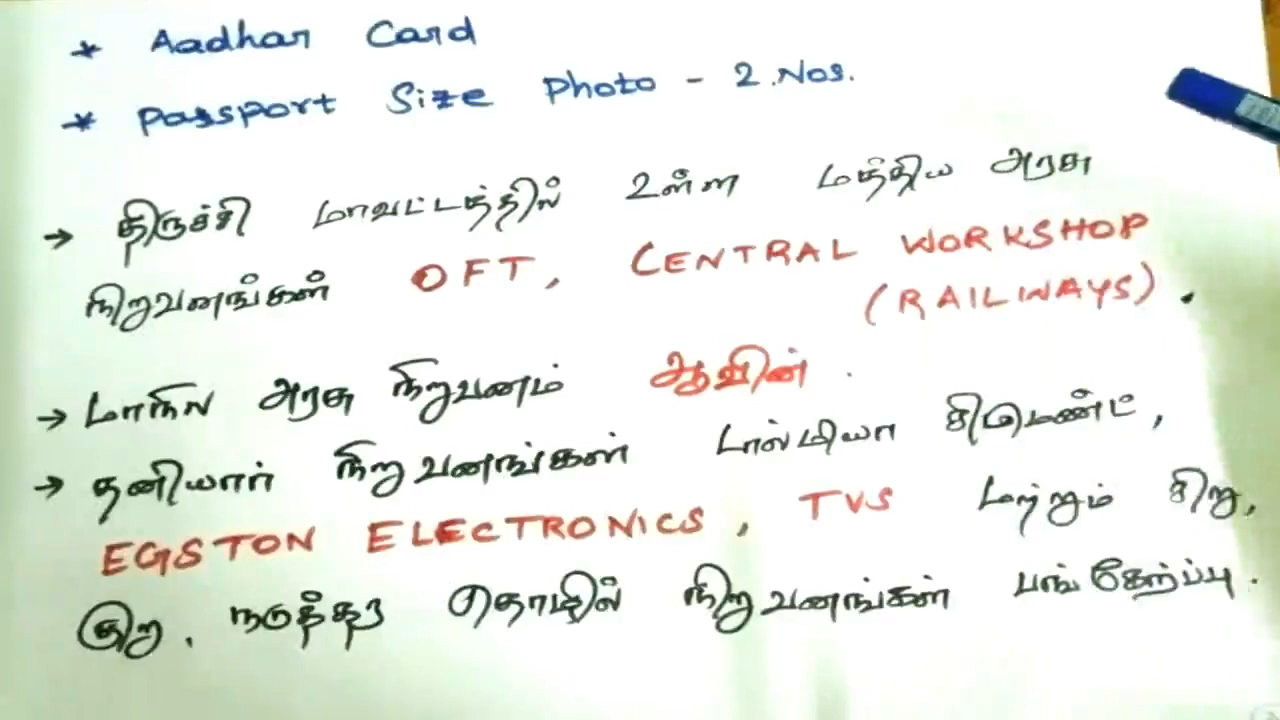 * Aadhar Card
* Passport Size Photo - 2.Nos.
→ திருச்சி மாவட்டத்தில் உள்ள மத்திய அரசு
நிறுவனங்கள் OFT, CENTRAL WORKSHOP
(RAILWAYS).
→ மாநில அரசு நிறுவனம் ஆவின்.
→ தனியார் நிறுவனங்கள் டால்மியா சிமெண்ட்,
EGSTON ELECTRONICS, TVS மற்றும் சிறு,
குறு, நடுத்தர தொழில் நிறுவனங்கள் பங்கேற்ப்பு.